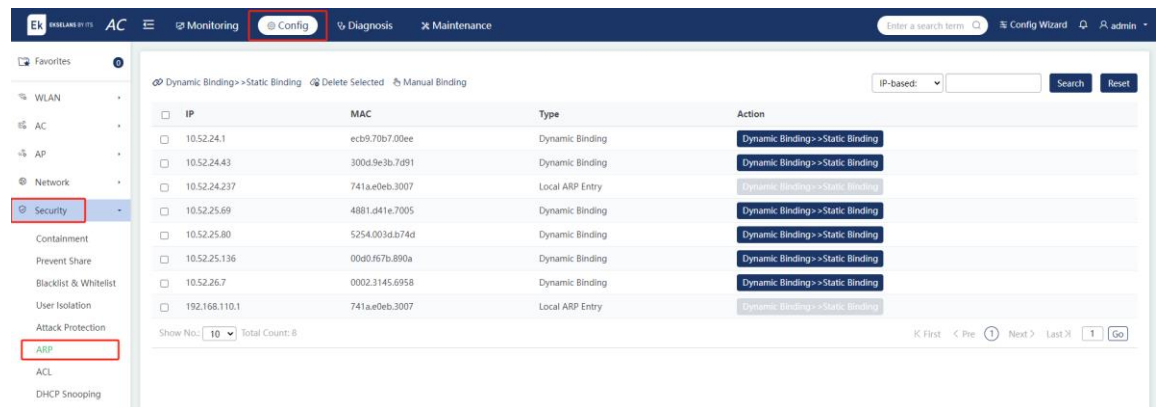 Ek EKSELANS BY ITS AC Monitoring Config Diagnosis Maintenance Enter a search term Config Wizard admin
Favorites 0
WLAN
AC
AP
Network
Security
Containment
Prevent Share
Blacklist & Whitelist
User Isolation
Attack Protection
ARP
ACL
DHCP Snooping
Dynamic Binding>>Static Binding Delete Selected Manual Binding IP-based: Search Reset
IP MAC Type Action
10.52.24.1 ecb9.70b7.00ee Dynamic Binding Dynamic Binding>>Static Binding
10.52.24.43 300d.9e3b.7d91 Dynamic Binding Dynamic Binding>>Static Binding
10.52.24.237 741a.e0eb.3007 Local ARP Entry Dynamic Binding>>Static Binding
10.52.25.69 4881.d41e.7005 Dynamic Binding Dynamic Binding>>Static Binding
10.52.25.80 5254.003d.b74d Dynamic Binding Dynamic Binding>>Static Binding
10.52.25.136 00d0.f67b.890a Dynamic Binding Dynamic Binding>>Static Binding
10.52.26.7 0002.3145.6958 Dynamic Binding Dynamic Binding>>Static Binding
192.168.110.1 741a.e0eb.3007 Local ARP Entry Dynamic Binding>>Static Binding
Show No.: 10 Total Count: 8 First Pre 1 Next Last 1 Go